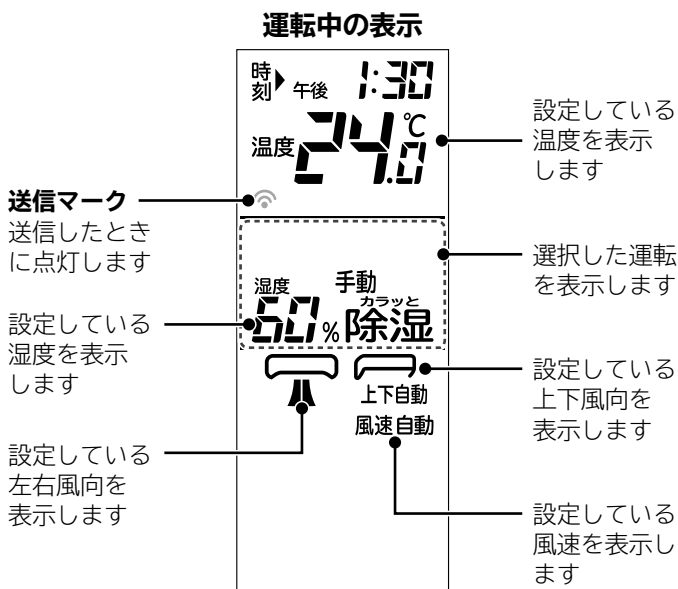 運転中の表示
時刻 午後 1:30
温度 24.0 ℃
設定している
温度を表示
します
送信マーク
送信したとき
に点灯します
選択した運転
を表示します
湿度 手動
カラッと
60 % 除湿
設定している
湿度を表示
します
上下自動
風速自動
設定している
上下風向を
表示します
設定している
左右風向を
表示します
設定している
風速を表示し
ます